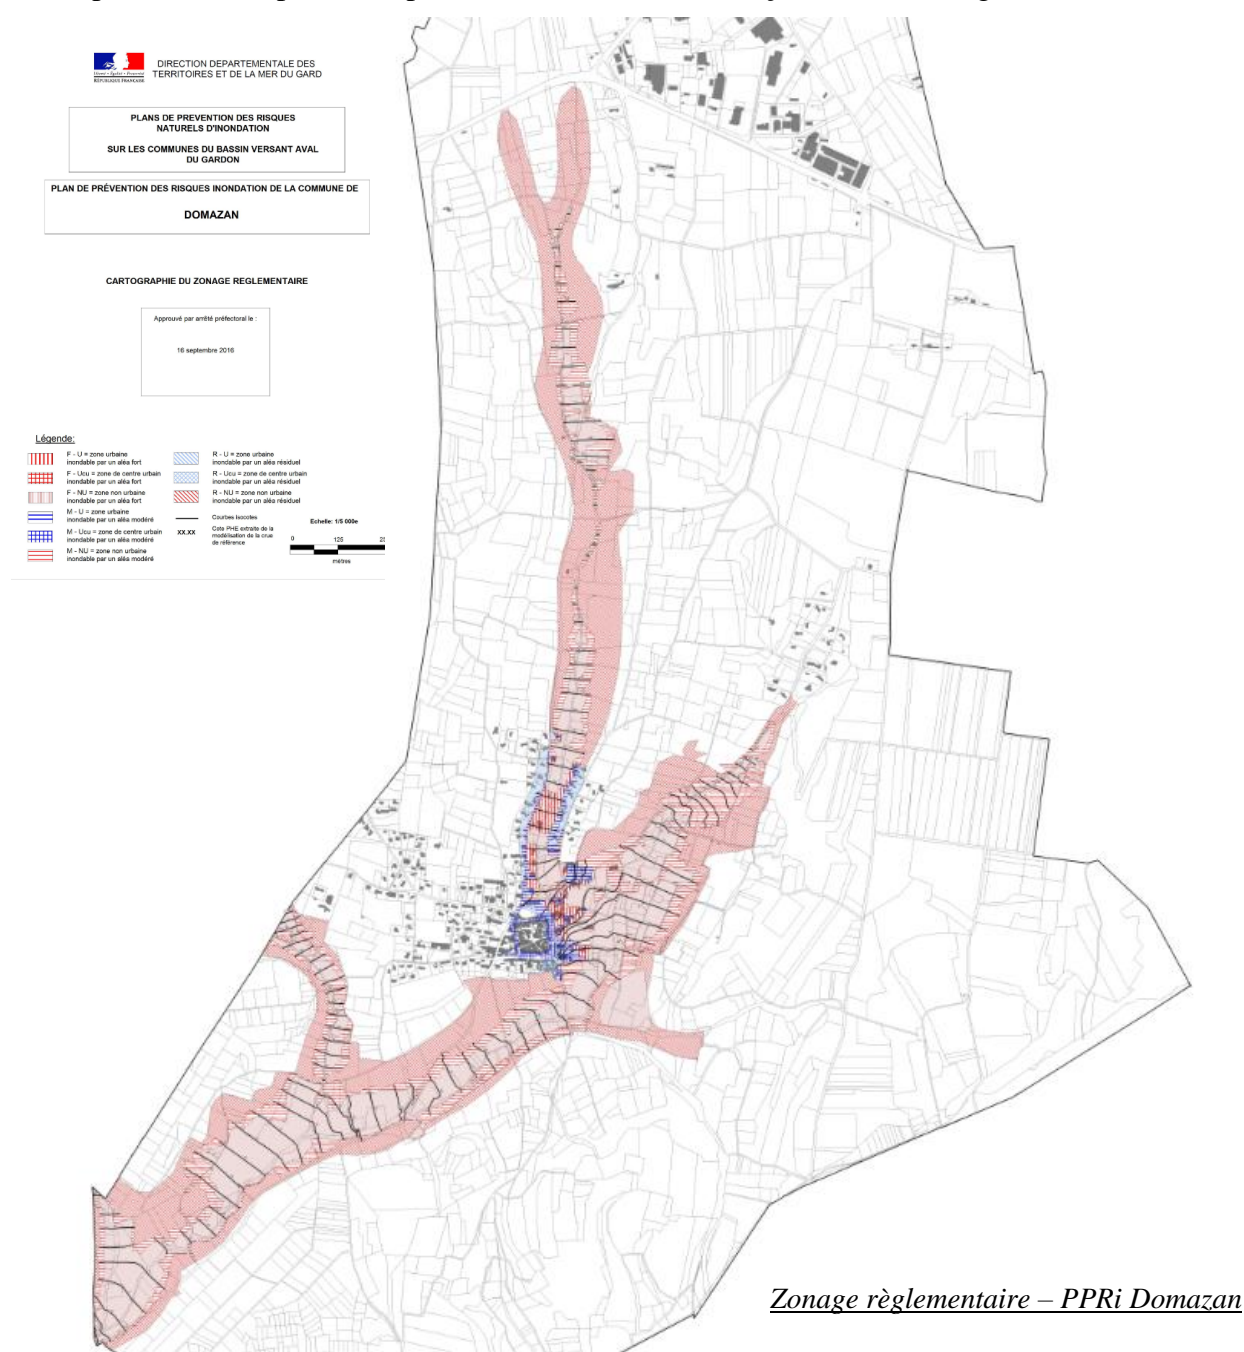 DIRECTION DEPARTEMENTALE DES
TERRITOIRES ET DE LA MER DU GARD
RÉPUBLIQUE FRANÇAISE
PLANS DE PREVENTION DES RISQUES
NATURELS D'INONDATION
SUR LES COMMUNES DU BASSIN VERSANT AVAL
DU GARDON
PLAN DE PRÉVENTION DES RISQUES INONDATION DE LA COMMUNE DE
DOMAZAN
CARTOGRAPHIE DU ZONAGE REGLEMENTAIRE
Approuvé par arrêté préfectoral le :
16 septembre 2016
Légende:
F - U = zone urbaine
inondable par un aléa fort
F - Ucu = zone de centre urbain
inondable par un aléa fort
F - NU = zone non urbaine
inondable par un aléa fort
M - U = zone urbaine
inondable par un aléa modéré
M - Ucu = zone de centre urbain
inondable par un aléa modéré
M - NU = zone non urbaine
inondable par un aléa modéré
R - U = zone urbaine
inondable par un aléa résiduel
R - Ucu = zone de centre urbain
inondable par un aléa résiduel
R - NU = zone non urbaine
inondable par un aléa résiduel
Courbes Isocotes
XX.XX Cote PHE extraite de la
modélisation de la crue
de référence
Echelle: 1/5 000e
0 125
mètres
Zonage règlementaire – PPRi Domazan